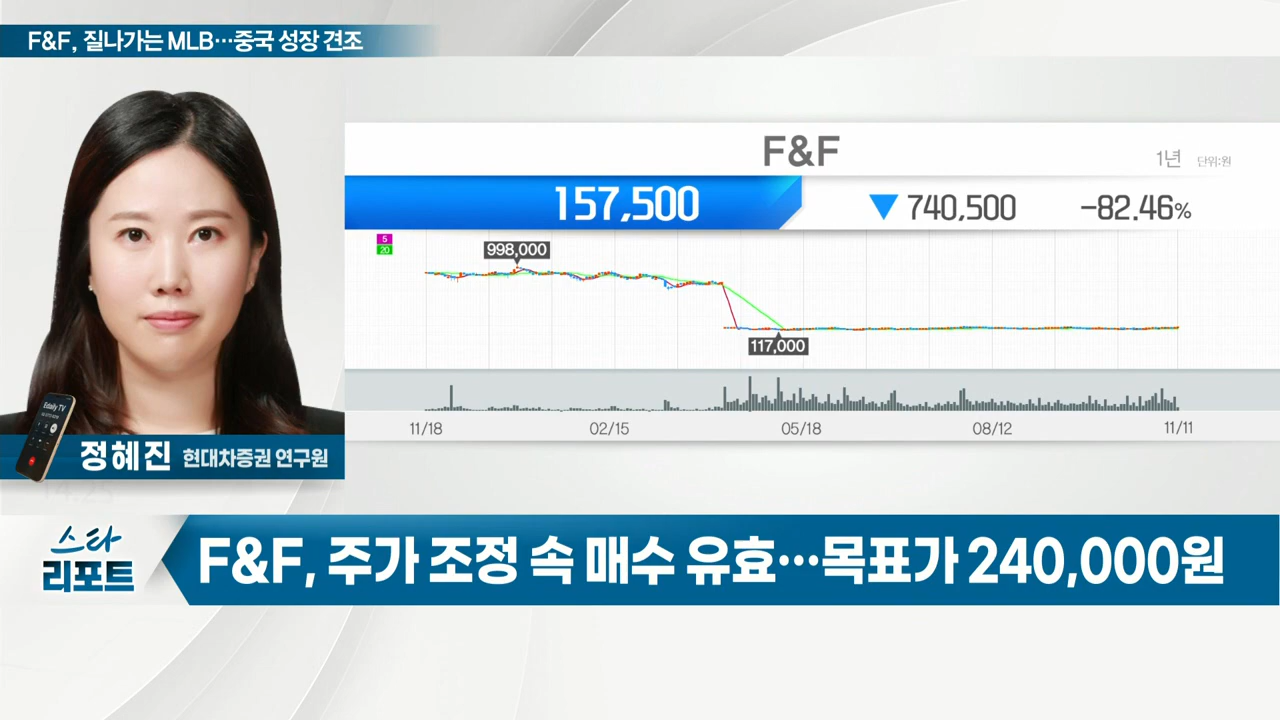 F&F, 질나가는 MLB…중국 성장 견조
F&F
1년 단위:원
157,500
▼ 740,500 -82.46%
5
20
998,000
117,000
11/18 02/15 05/18 08/12 11/11
Edaily TV
정혜진 현대차증권 연구원
스타
리포트
F&F, 주가 조정 속 매수 유효…목표가 240,000원